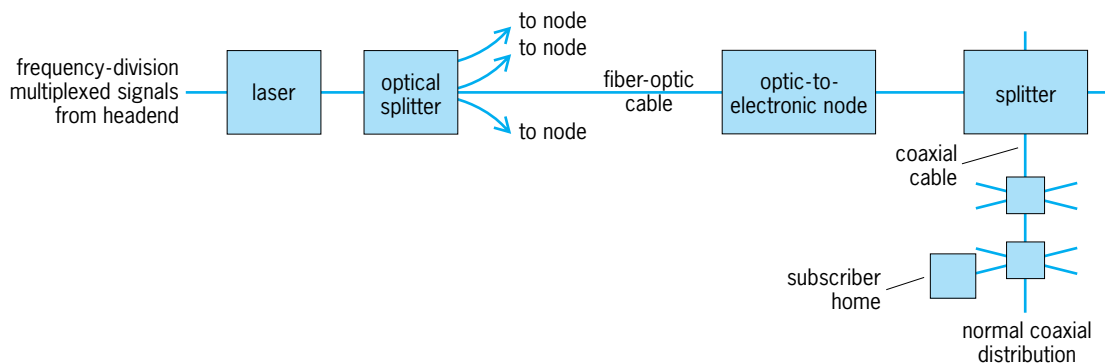 frequency-division
multiplexed signals
from headend
laser
optical
splitter
to node
to node
to node
fiber-optic
cable
optic-to-
electronic node
splitter
coaxial
cable
subscriber
home
normal coaxial
distribution